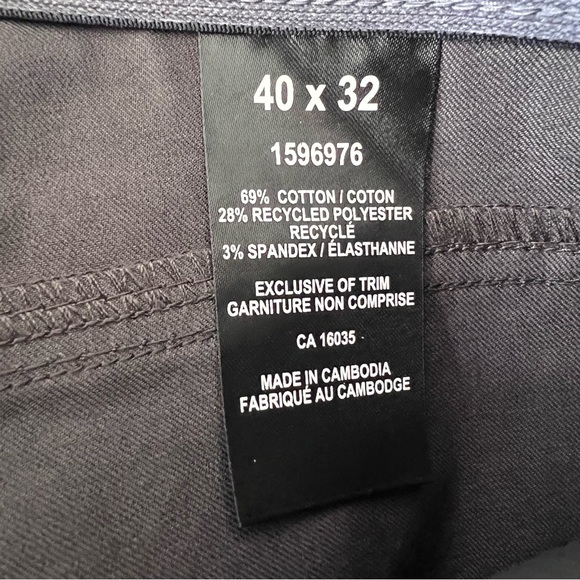 40 x 32
1596976
69% COTTON / COTON
28% RECYCLED POLYESTER
RECYCLÉ
3% SPANDEX / ÉLASTHANNE
EXCLUSIVE OF TRIM
GARNITURE NON COMPRISE
CA 16035
MADE IN CAMBODIA
FABRIQUÉ AU CAMBODGE